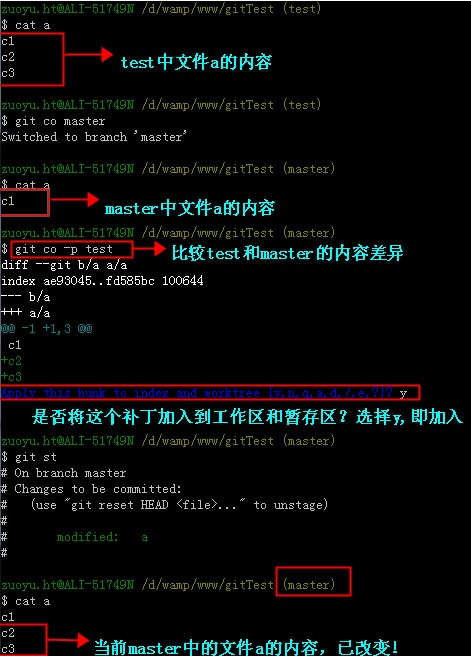 zuoyu.ht@ALI-51749N /d/wamp/www/gitTest (test)
$ cat a
c1
c2
c3
test中文件a的内容
zuoyu.ht@ALI-51749N /d/wamp/www/gitTest (test)
$ git co master
Switched to branch 'master'
zuoyu.ht@ALI-51749N /d/wamp/www/gitTest (master)
$ cat a
c1
master中文件a的内容
zuoyu.ht@ALI-51749N /d/wamp/www/gitTest (master)
$ git co -p test
比较test和master的内容差异
diff --git b/a a/a
index ae93045..fd585bc 100644
--- b/a
+++ a/a
@@ -1 +1,3 @@
c1
+c2
+c3
Apply this hunk to index and worktree [y,n,q,a,d,/,e,?]? y
是否将这个补丁加入到工作区和暂存区？选择y,即加入
zuoyu.ht@ALI-51749N /d/wamp/www/gitTest (master)
$ git st
# On branch master
# Changes to be committed:
#   (use "git reset HEAD <file>..." to unstage)
#
#       modified:   a
#
zuoyu.ht@ALI-51749N /d/wamp/www/gitTest (master)
$ cat a
c1
c2
c3
当前master中的文件a的内容，已改变！